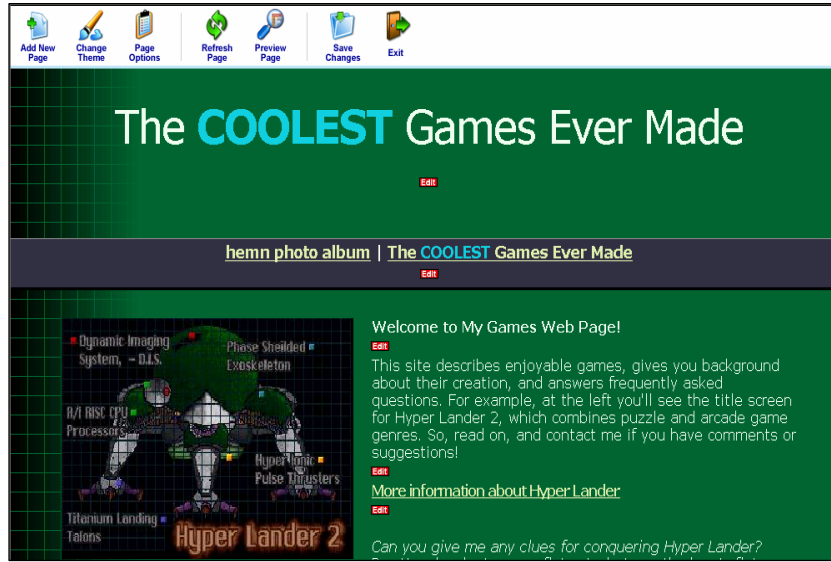 Add New Page
Change Theme
Page Options
Refresh Page
Preview Page
Save Changes
Exit
The COOLEST Games Ever Made
Edit
hemn photo album | The COOLEST Games Ever Made
Edit
Dynamic Imaging
System, - D.I.S.
Phase Sheilded
Exoskeleton
R/I RISC CPU
Processors
Hyper Ionic
Pulse Thrusters
Titanium Landing
Talons
Hyper Lander 2
Welcome to My Games Web Page!
Edit
This site describes enjoyable games, gives you background
about their creation, and answers frequently asked
questions. For example, at the left you'll see the title screen
for Hyper Lander 2, which combines puzzle and arcade game
genres. So, read on, and contact me if you have comments or
suggestions!
Edit
More information about Hyper Lander
Edit
Can you give me any clues for conquering Hyper Lander?